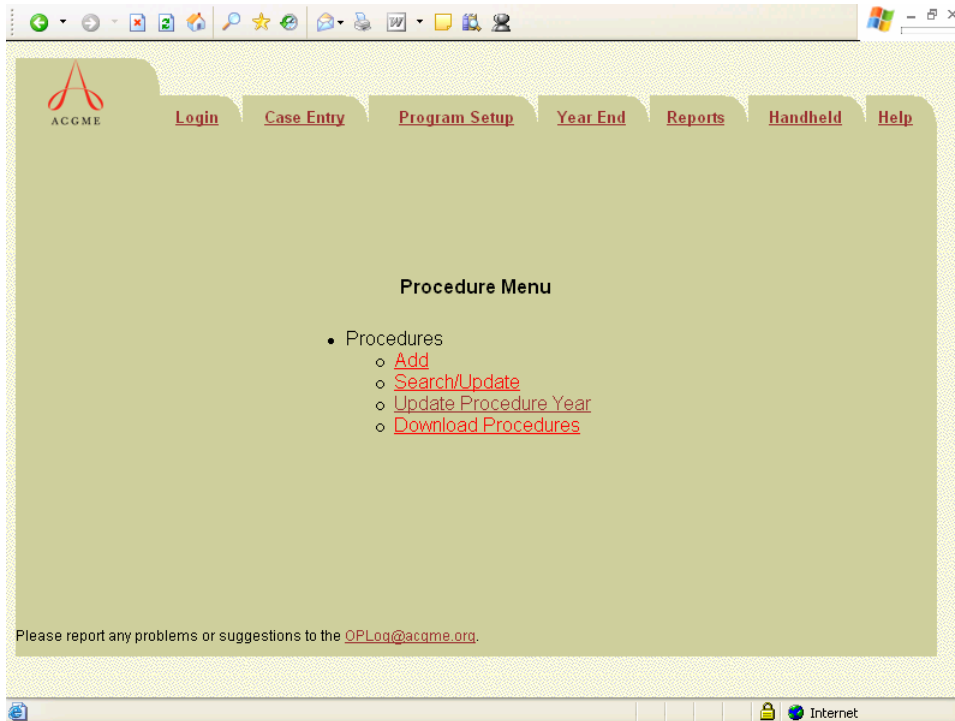 ACGME
Login Case Entry Program Setup Year End Reports Handheld Help
Procedure Menu
Procedures
Add
Search/Update
Update Procedure Year
Download Procedures
Please report any problems or suggestions to the OPLog@acgme.org.
Internet